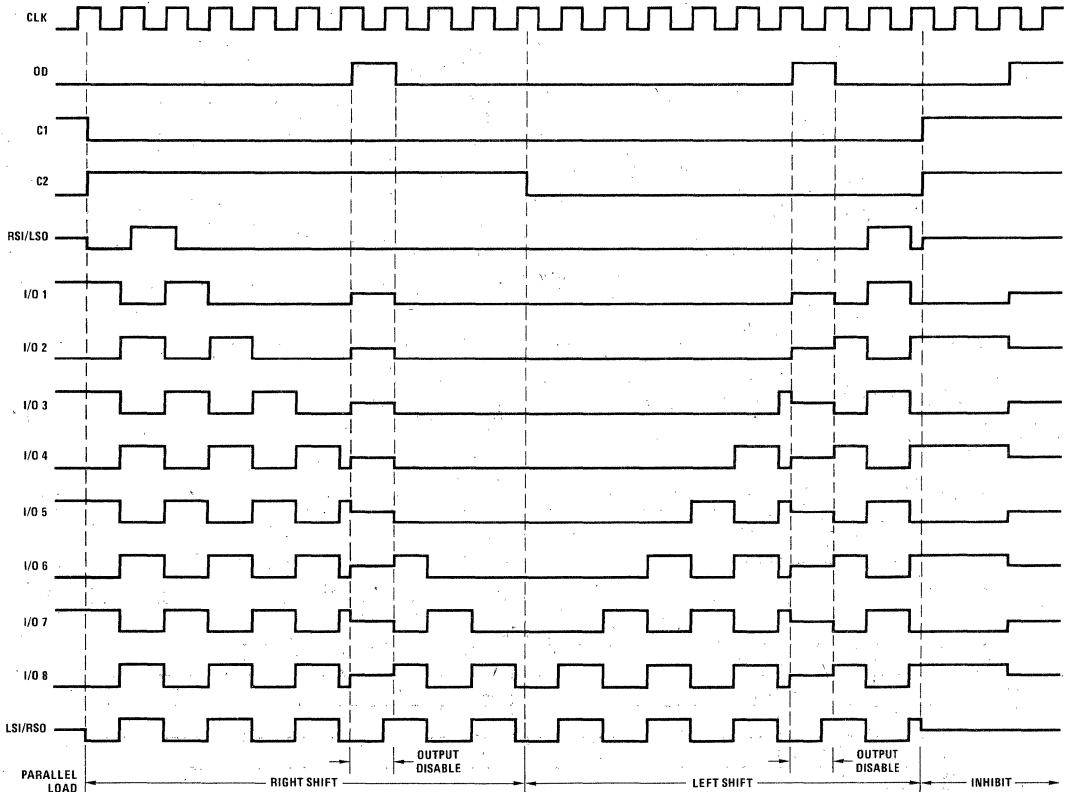 CLK
OD
C1
C2
RSI/LSO
I/O 1
I/O 2
I/O 3
I/O 4
I/O 5
I/O 6
I/O 7
I/O 8
LSI/RSO
PARALLEL
LOAD
RIGHT SHIFT
OUTPUT
DISABLE
LEFT SHIFT
OUTPUT
DISABLE
INHIBIT